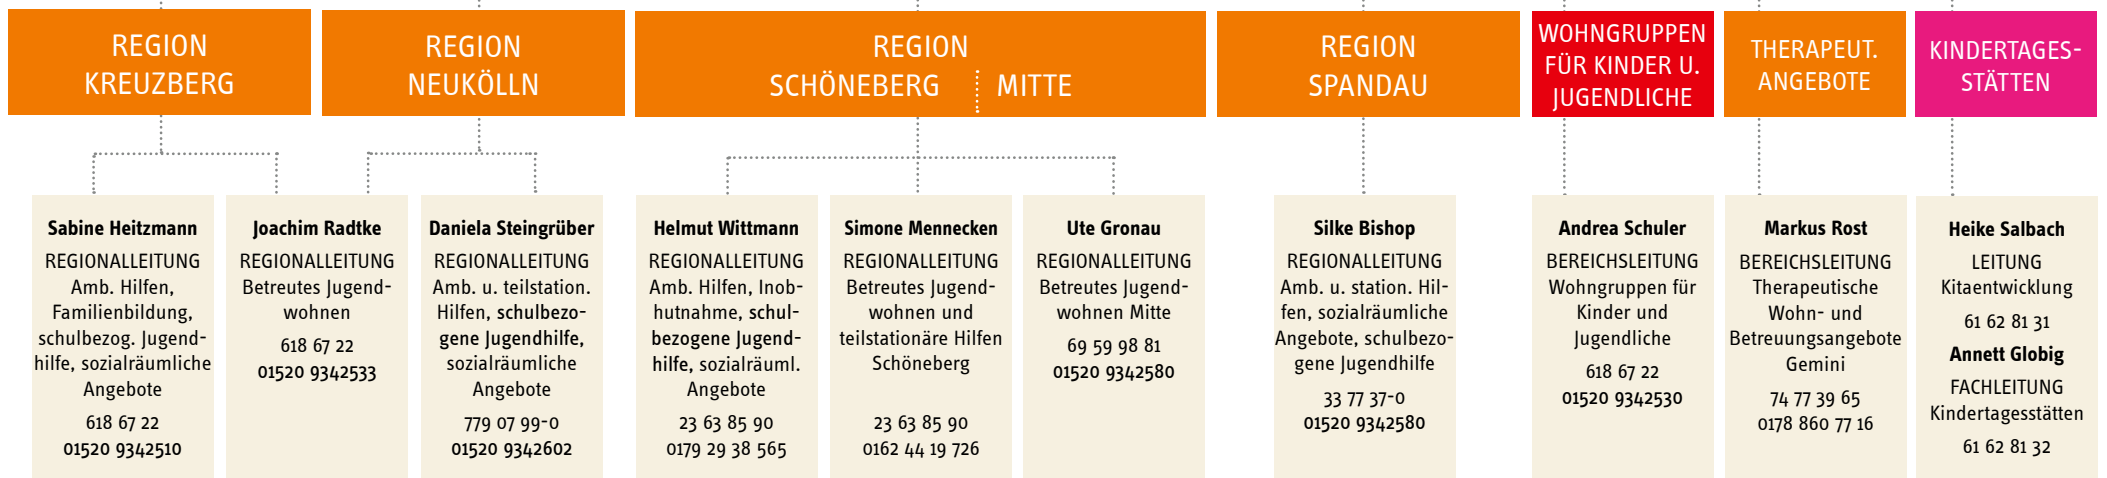 REGION
KREUZBERG
REGION
NEUKÖLLN
REGION
SCHÖNEBERG MITTE
REGION
SPANDAU
WOHNGRUPPEN
FÜR KINDER U.
JUGENDLICHE
THERAPEUT.
ANGEBOTE
KINDERTAGES-
STÄTTEN
Sabine Heitzmann
REGIONALLEITUNG
Amb. Hilfen,
Familienbildung,
schulbezog. Jugend-
hilfe, sozialräumliche
Angebote
618 67 22
01520 9342510
Joachim Radtke
REGIONALLEITUNG
Betreutes Jugend-
wohnen
618 67 22
01520 9342533
Daniela Steingrüber
REGIONALLEITUNG
Amb. u. teilstation.
Hilfen, schulbezo-
gene Jugendhilfe,
sozialräumliche
Angebote
779 07 99-0
01520 9342602
Helmut Wittmann
REGIONALLEITUNG
Amb. Hilfen, Inob-
hutnahme, schul-
bezogene Jugend-
hilfe, sozialräuml.
Angebote
23 63 85 90
0179 29 38 565
Simone Mennecken
REGIONALLEITUNG
Betreutes Jugend-
wohnen und
teilstationäre Hilfen
Schöneberg
23 63 85 90
0162 44 19 726
Ute Gronau
REGIONALLEITUNG
Betreutes Jugend-
wohnen Mitte
69 59 98 81
01520 9342580
Silke Bishop
REGIONALLEITUNG
Amb. u. station. Hil-
fen, sozialräumliche
Angebote, schulbezo-
gene Jugendhilfe
33 77 37-0
01520 9342580
Andrea Schuler
BEREICHSLEITUNG
Wohngruppen für
Kinder und
Jugendliche
618 67 22
01520 9342530
Markus Rost
BEREICHSLEITUNG
Therapeutische
Wohn- und
Betreuungsangebote
Gemini
74 77 39 65
0178 860 77 16
Heike Salbach
LEITUNG
Kitaentwicklung
61 62 81 31
Annett Globig
FACHLEITUNG
Kindertagesstätten
61 62 81 32